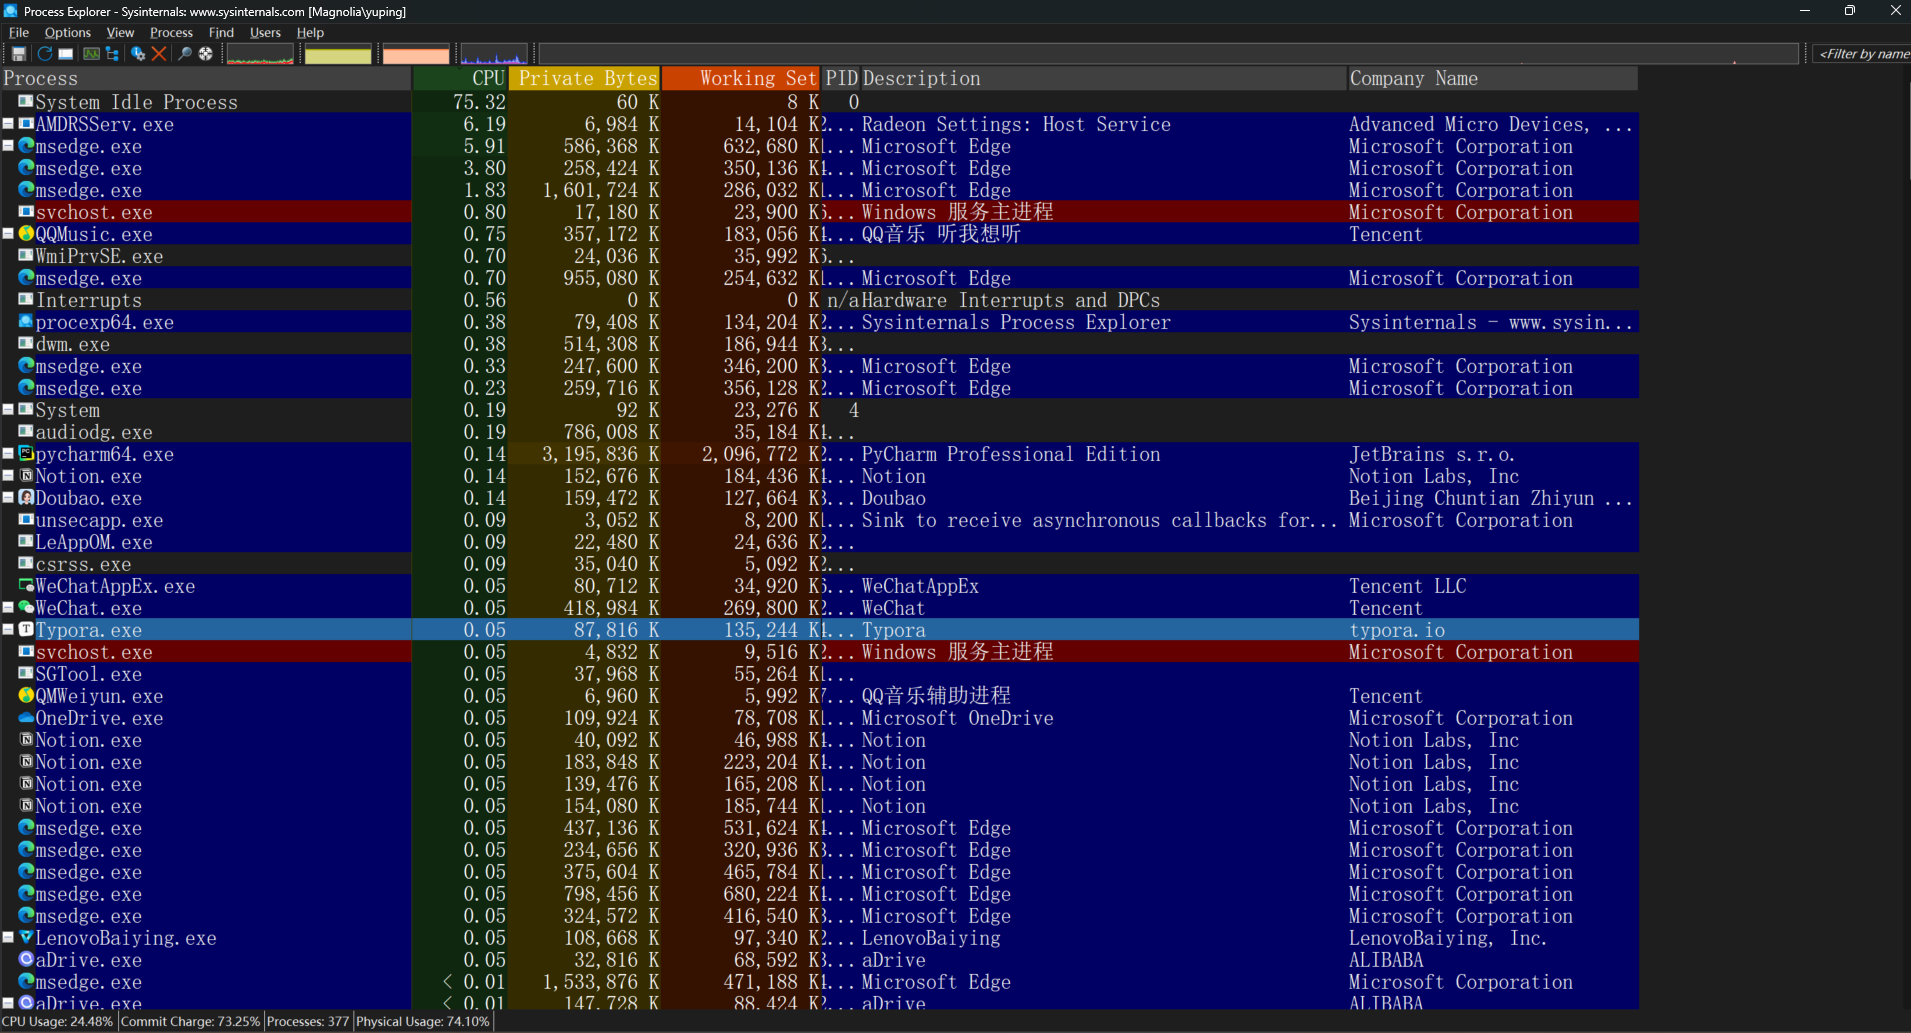 Process Explorer - Sysinternals: www.sysinternals.com [Magnolia\yuping]
File Options View Process Find Users Help
<Filter by name
Process CPU Private Bytes Working Set PID Description Company Name
System Idle Process 75.32 60 K 8 K 0
AMDRSServ.exe 6.19 6,984 K 14,104 K 2... Radeon Settings: Host Service Advanced Micro Devices, ...
msedge.exe 5.91 586,368 K 632,680 K 1... Microsoft Edge Microsoft Corporation
msedge.exe 3.80 258,424 K 350,136 K 4... Microsoft Edge Microsoft Corporation
msedge.exe 1.83 1,601,724 K 286,032 K 1... Microsoft Edge Microsoft Corporation
svchost.exe 0.80 17,180 K 23,900 K ... Windows 服务主进程 Microsoft Corporation
QQMusic.exe 0.75 357,172 K 183,056 K 4... QQ音乐 听我想听 Tencent
WmiPrvSE.exe 0.70 24,036 K 35,992 K ...
msedge.exe 0.70 955,080 K 254,632 K 1... Microsoft Edge Microsoft Corporation
Interrupts 0.56 0 K 0 K n/a Hardware Interrupts and DPCs
procexp64.exe 0.38 79,408 K 134,204 K 2... Sysinternals Process Explorer Sysinternals - www.sysin...
dwm.exe 0.38 514,308 K 186,944 K 3...
msedge.exe 0.33 247,600 K 346,200 K 3... Microsoft Edge Microsoft Corporation
msedge.exe 0.23 259,716 K 356,128 K 2... Microsoft Edge Microsoft Corporation
System 0.19 92 K 23,276 K 4
audiodg.exe 0.19 786,008 K 35,184 K 4...
pycharm64.exe 0.14 3,195,836 K 2,096,772 K 2... PyCharm Professional Edition JetBrains s.r.o.
Notion.exe 0.14 152,676 K 184,436 K 4... Notion Notion Labs, Inc
Doubao.exe 0.14 159,472 K 127,664 K 3... Doubao Beijing Chuntian Zhiyun ...
unsecapp.exe 0.09 3,052 K 8,200 K 1... Sink to receive asynchronous callbacks for... Microsoft Corporation
LeAppOM.exe 0.09 22,480 K 24,636 K 2...
csrss.exe 0.09 35,040 K 5,092 K 2...
WeChatAppEx.exe 0.05 80,712 K 34,920 K ... WeChatAppEx Tencent LLC
WeChat.exe 0.05 418,984 K 269,800 K 2... WeChat Tencent
Typora.exe 0.05 87,816 K 135,244 K 4... Typora typora.io
svchost.exe 0.05 4,832 K 9,516 K 2... Windows 服务主进程 Microsoft Corporation
SGTool.exe 0.05 37,968 K 55,264 K 1...
QMWeiyun.exe 0.05 6,960 K 5,992 K 7... QQ音乐辅助进程 Tencent
OneDrive.exe 0.05 109,924 K 78,708 K 1... Microsoft OneDrive Microsoft Corporation
Notion.exe 0.05 40,092 K 46,988 K 4... Notion Notion Labs, Inc
Notion.exe 0.05 183,848 K 223,204 K 4... Notion Notion Labs, Inc
Notion.exe 0.05 139,476 K 165,208 K 1... Notion Notion Labs, Inc
Notion.exe 0.05 154,080 K 185,744 K 1... Notion Notion Labs, Inc
msedge.exe 0.05 437,136 K 531,624 K 4... Microsoft Edge Microsoft Corporation
msedge.exe 0.05 234,656 K 320,936 K 3... Microsoft Edge Microsoft Corporation
msedge.exe 0.05 375,604 K 465,784 K 1... Microsoft Edge Microsoft Corporation
msedge.exe 0.05 798,456 K 680,224 K 4... Microsoft Edge Microsoft Corporation
msedge.exe 0.05 324,572 K 416,540 K 3... Microsoft Edge Microsoft Corporation
LenovoBaiying.exe 0.05 108,668 K 97,340 K 2... LenovoBaiying LenovoBaiying, Inc.
aDrive.exe 0.05 32,816 K 68,592 K 3... aDrive ALIBABA
msedge.exe < 0.01 1,533,876 K 471,188 K 4... Microsoft Edge Microsoft Corporation
aDrive.exe < 0.01 147,728 K 88,424 K 2... aDrive ALIBABA
CPU Usage: 24.48% Commit Charge: 73.25% Processes: 377 Physical Usage: 74.10%